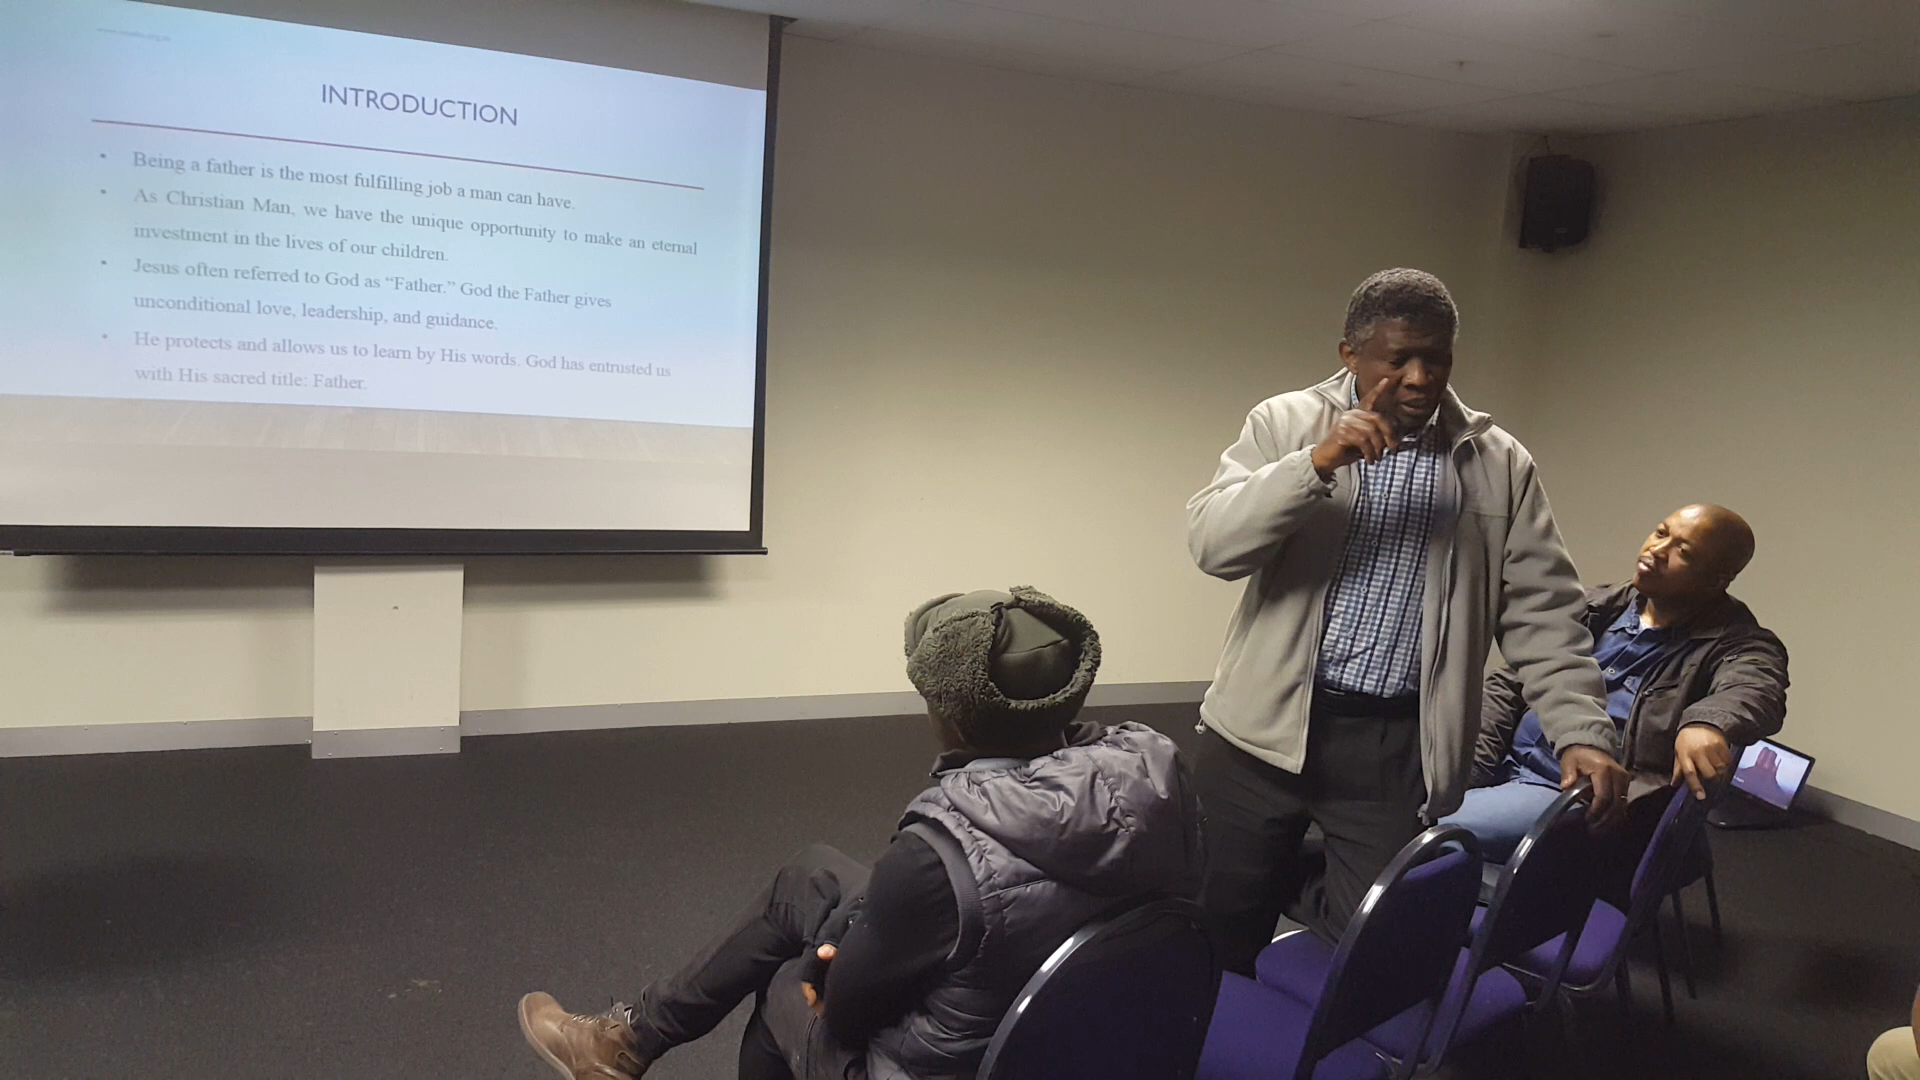 INTRODUCTION
• Being a father is the most fulfilling job a man can have.
• As Christian Man, we have the unique opportunity to make an eternal
investment in the lives of our children.
• Jesus often referred to God as “Father.” God the Father gives
unconditional love, leadership, and guidance.
• He protects and allows us to learn by His words. God has entrusted us
with His sacred title: Father.